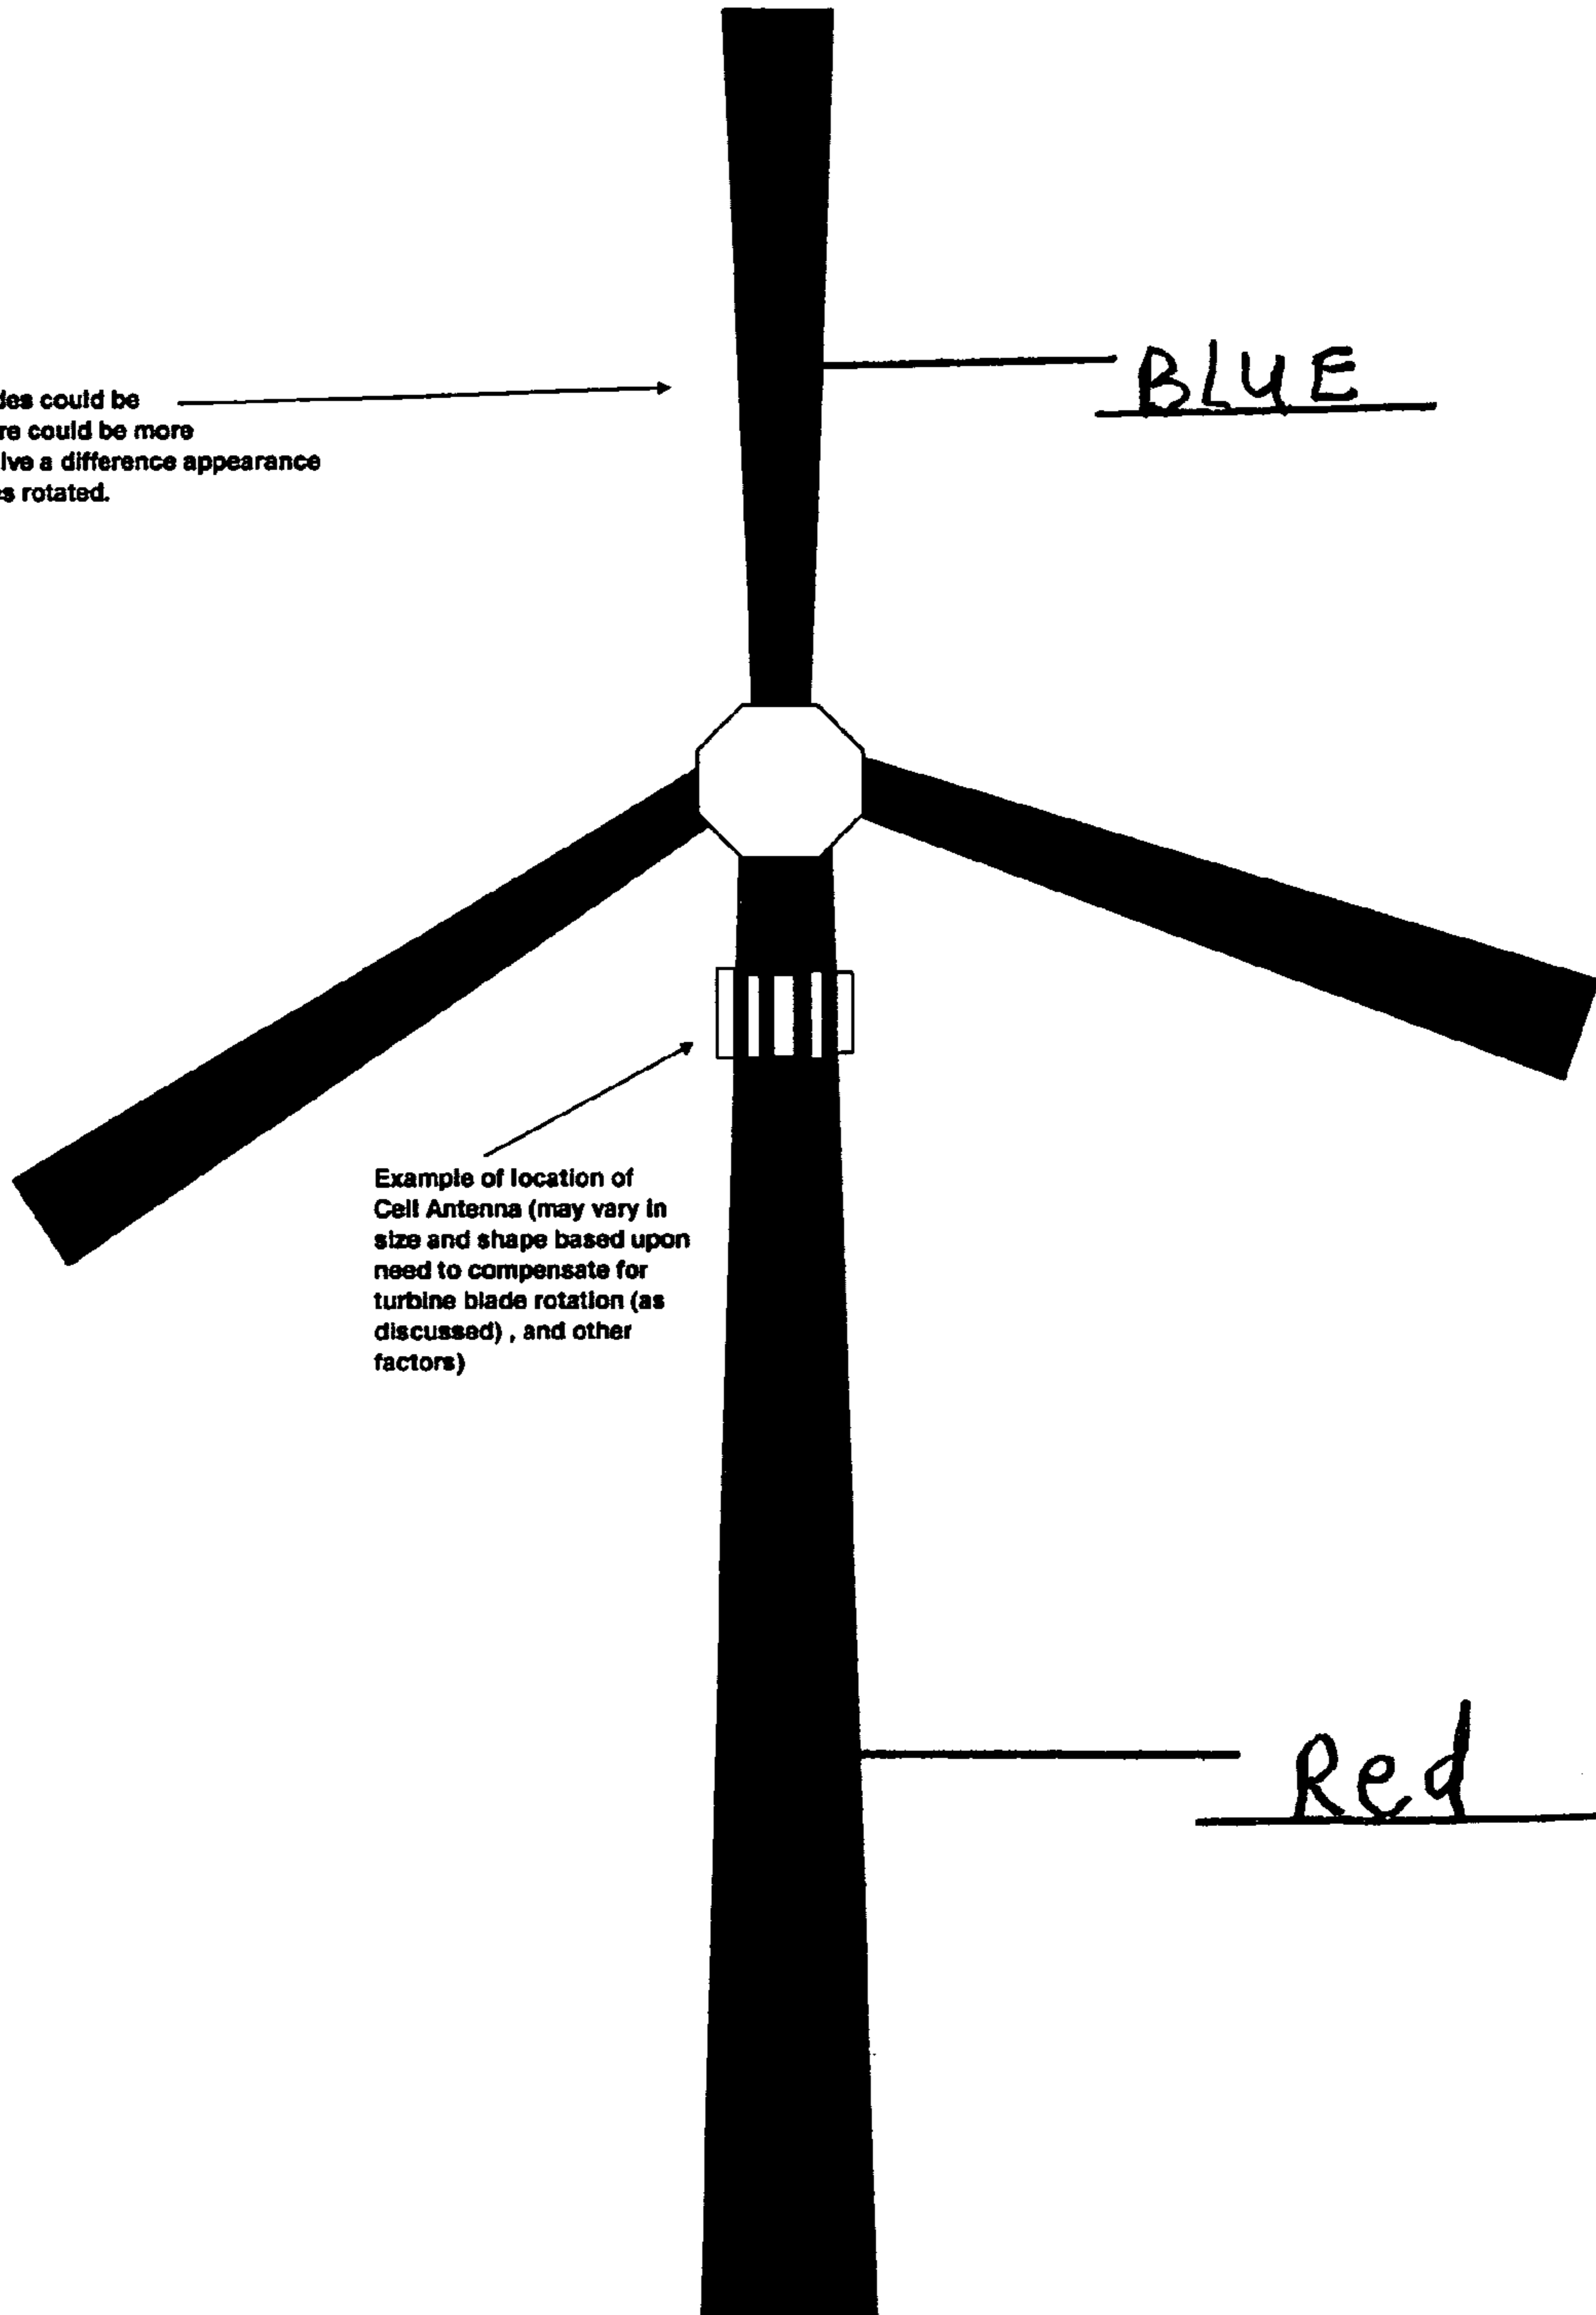 BLUE
des could be
re could be more
lve a difference appearance
es rotated.
Example of location of
Cell Antenna (may vary in
size and shape based upon
need to compensate for
turbine blade rotation (as
discussed) , and other
factors)
Red